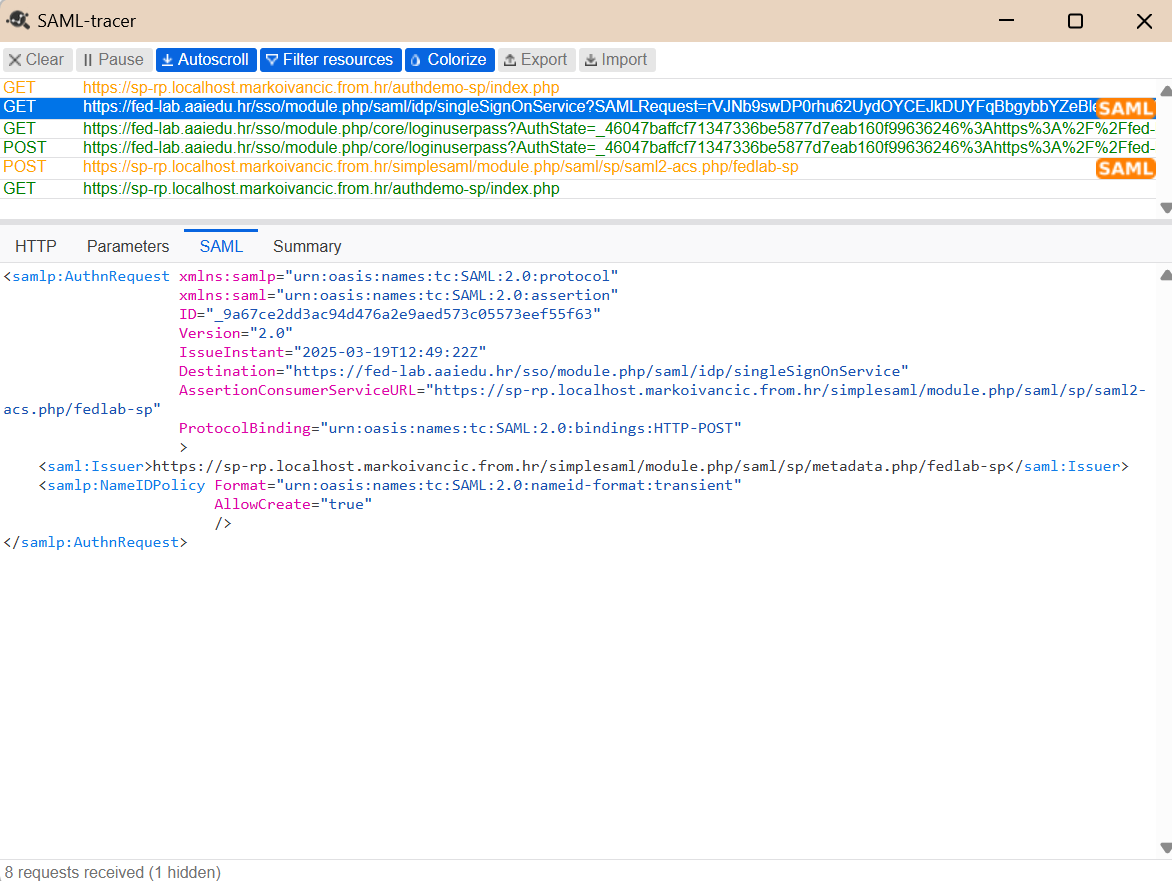 SAML-tracer
Clear Pause Autoscroll Filter resources Colorize Export Import
GET https://sp-rp.localhost.markoivancic.from.hr/authdemo-sp/index.php
GET https://fed-lab.aaiedu.hr/sso/module.php/saml/idp/singleSignOnService?SAMLRequest=rVJNb9swDP0rhu62UydOYCEJkDUYFqBbgybbYZeBle SAML
GET https://fed-lab.aaiedu.hr/sso/module.php/core/loginuserpass?AuthState=_46047baffcf71347336be5877d7eab160f99636246%3Ahttps%3A%2F%2Ffed-
POST https://fed-lab.aaiedu.hr/sso/module.php/core/loginuserpass?AuthState=_46047baffcf71347336be5877d7eab160f99636246%3Ahttps%3A%2F%2Ffed-
POST https://sp-rp.localhost.markoivancic.from.hr/simplesaml/module.php/saml/sp/saml2-acs.php/fedlab-sp SAML
GET https://sp-rp.localhost.markoivancic.from.hr/authdemo-sp/index.php
HTTP Parameters SAML Summary
<samlp:AuthnRequest xmlns:samlp="urn:oasis:names:tc:SAML:2.0:protocol"
xmlns:saml="urn:oasis:names:tc:SAML:2.0:assertion"
ID="_9a67ce2dd3ac94d476a2e9aed573c05573eef55f63"
Version="2.0"
IssueInstant="2025-03-19T12:49:22Z"
Destination="https://fed-lab.aaiedu.hr/sso/module.php/saml/idp/singleSignOnService"
AssertionConsumerServiceURL="https://sp-rp.localhost.markoivancic.from.hr/simplesaml/module.php/saml/sp/saml2-
acs.php/fedlab-sp"
ProtocolBinding="urn:oasis:names:tc:SAML:2.0:bindings:HTTP-POST"
>
<saml:Issuer>https://sp-rp.localhost.markoivancic.from.hr/simplesaml/module.php/saml/sp/metadata.php/fedlab-sp</saml:Issuer>
<samlp:NameIDPolicy Format="urn:oasis:names:tc:SAML:2.0:nameid-format:transient"
AllowCreate="true"
/>
</samlp:AuthnRequest>
8 requests received (1 hidden)